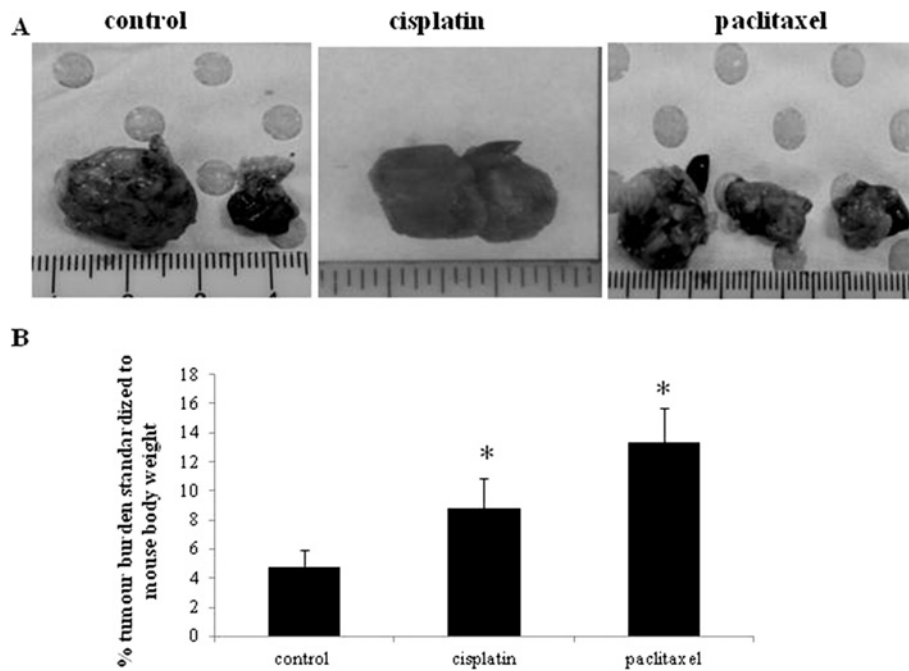 A
control
cisplatin
paclitaxel
B
% tumour burden standardized to
mouse body weight
18
16
14
12
10
8
6
4
2
0
*
*
control
cisplatin
paclitaxel